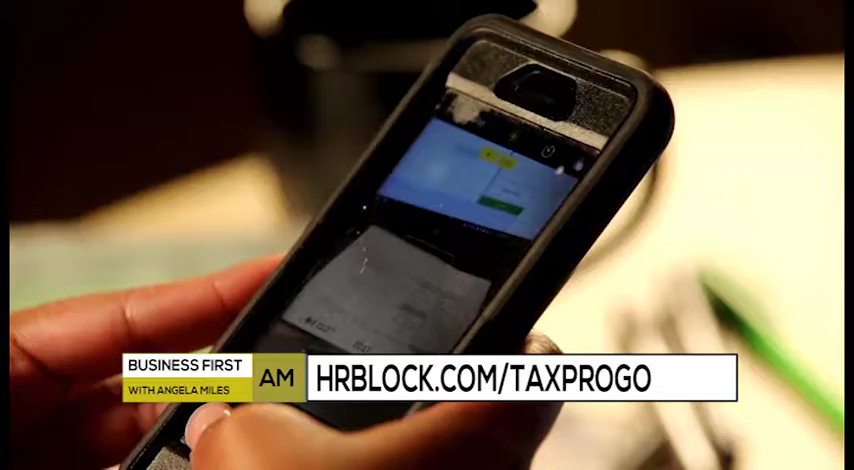 BUSINESS FIRST
WITH ANGELA MILES
AM
HRBLOCK.COM/TAXPROGO